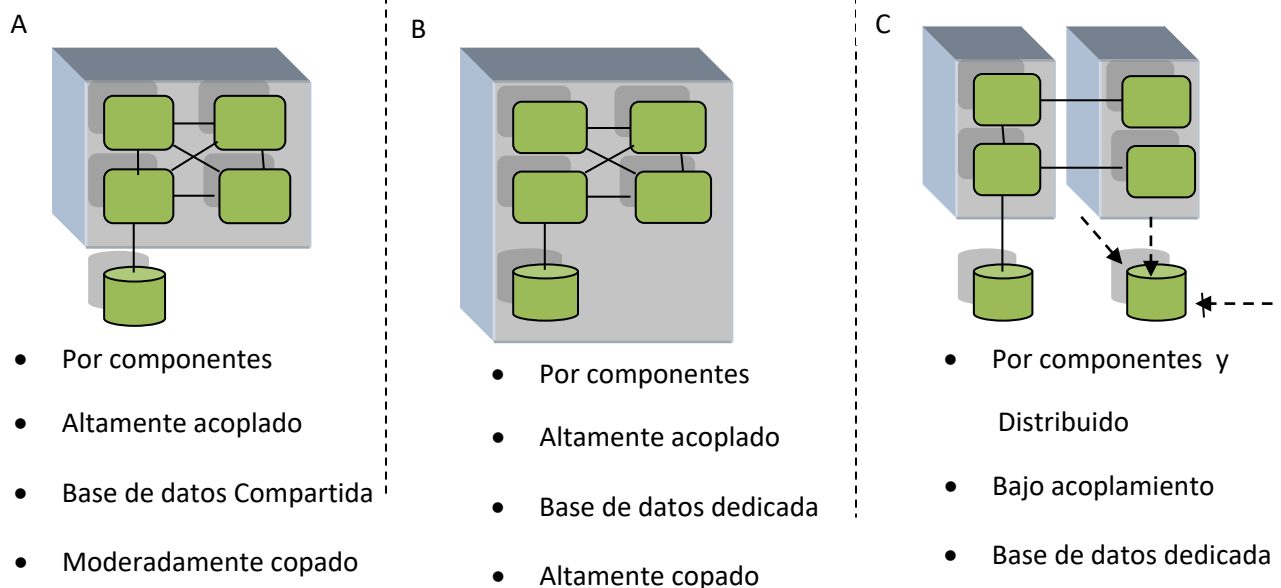 A
• Por componentes
• Altamente acoplado
• Base de datos Compartida
• Moderadamente copado
B
• Por componentes
• Altamente acoplado
• Base de datos dedicada
• Altamente copado
C
• Por componentes y
Distribuido
• Bajo acoplamiento
• Base de datos dedicada